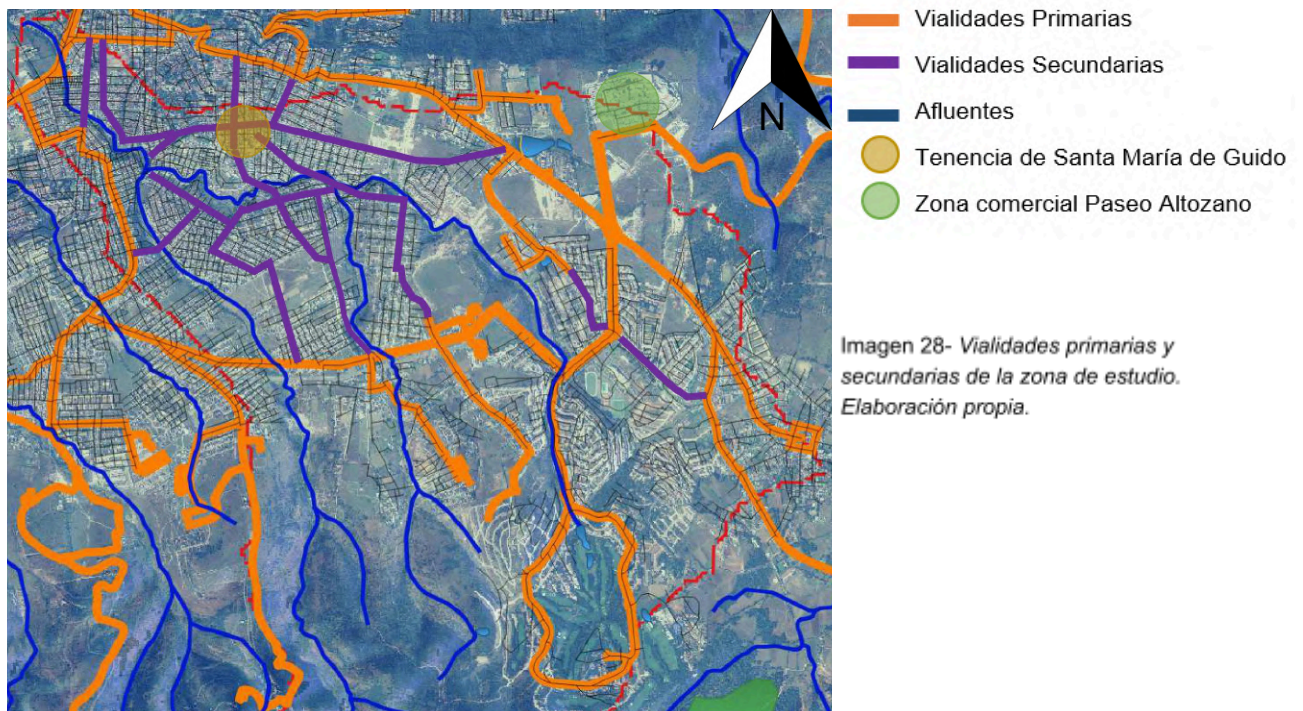 N
Vialidades Primarias
Vialidades Secundarias
Afluentes
Tenencia de Santa María de Guido
Zona comercial Paseo Altozano
Imagen 28- Vialidades primarias y
secundarias de la zona de estudio.
Elaboración propia.